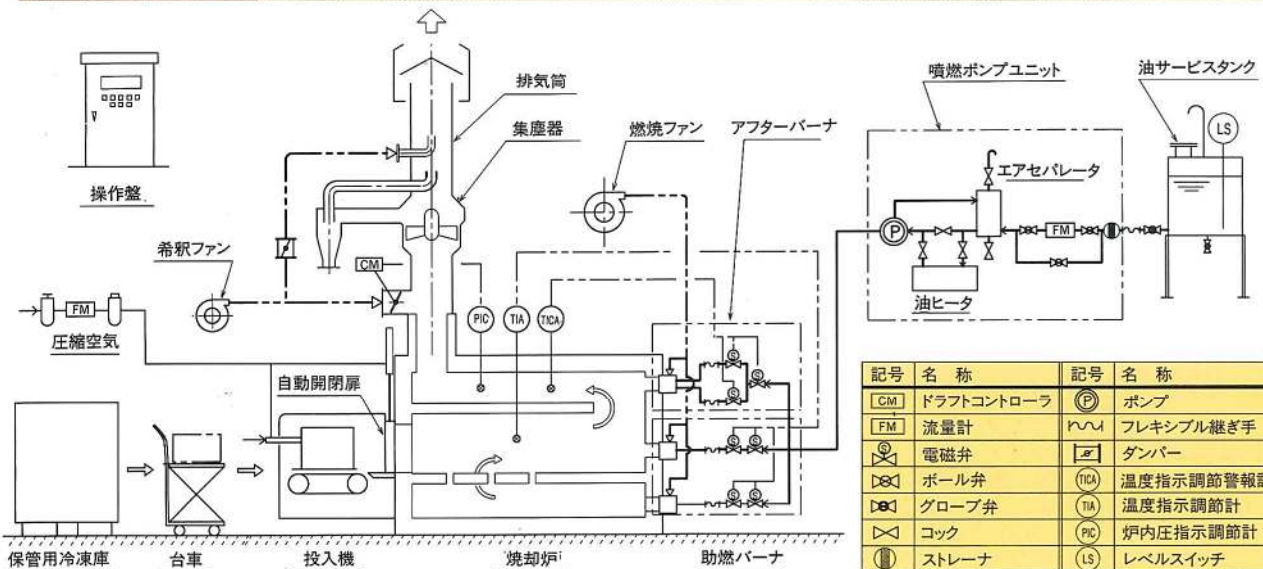 操作盤
排気筒
集塵器
燃焼ファン
アフターバーナ
噴燃ポンプユニット
油サービスタンク
LS
エアセパレータ
P
FM
油ヒータ
希釈ファン
CM
FM
圧縮空気
PIC
TIA
TICA
S
S
S
S
S
S
S
自動開閉扉
保管用冷凍庫
台車
投入機
焼却炉
助燃バーナ
記号 名称 記号 名称
CM ドラフトコントローラ P ポンプ
FM 流量計 フレキシブル継ぎ手
S 電磁弁 ダンパー
ボール弁 TICA 温度指示調節警報
グローブ弁 TIA 温度指示調節計
コック PIC 炉内圧指示調節計
ストレーナ LS レベルスイッチ